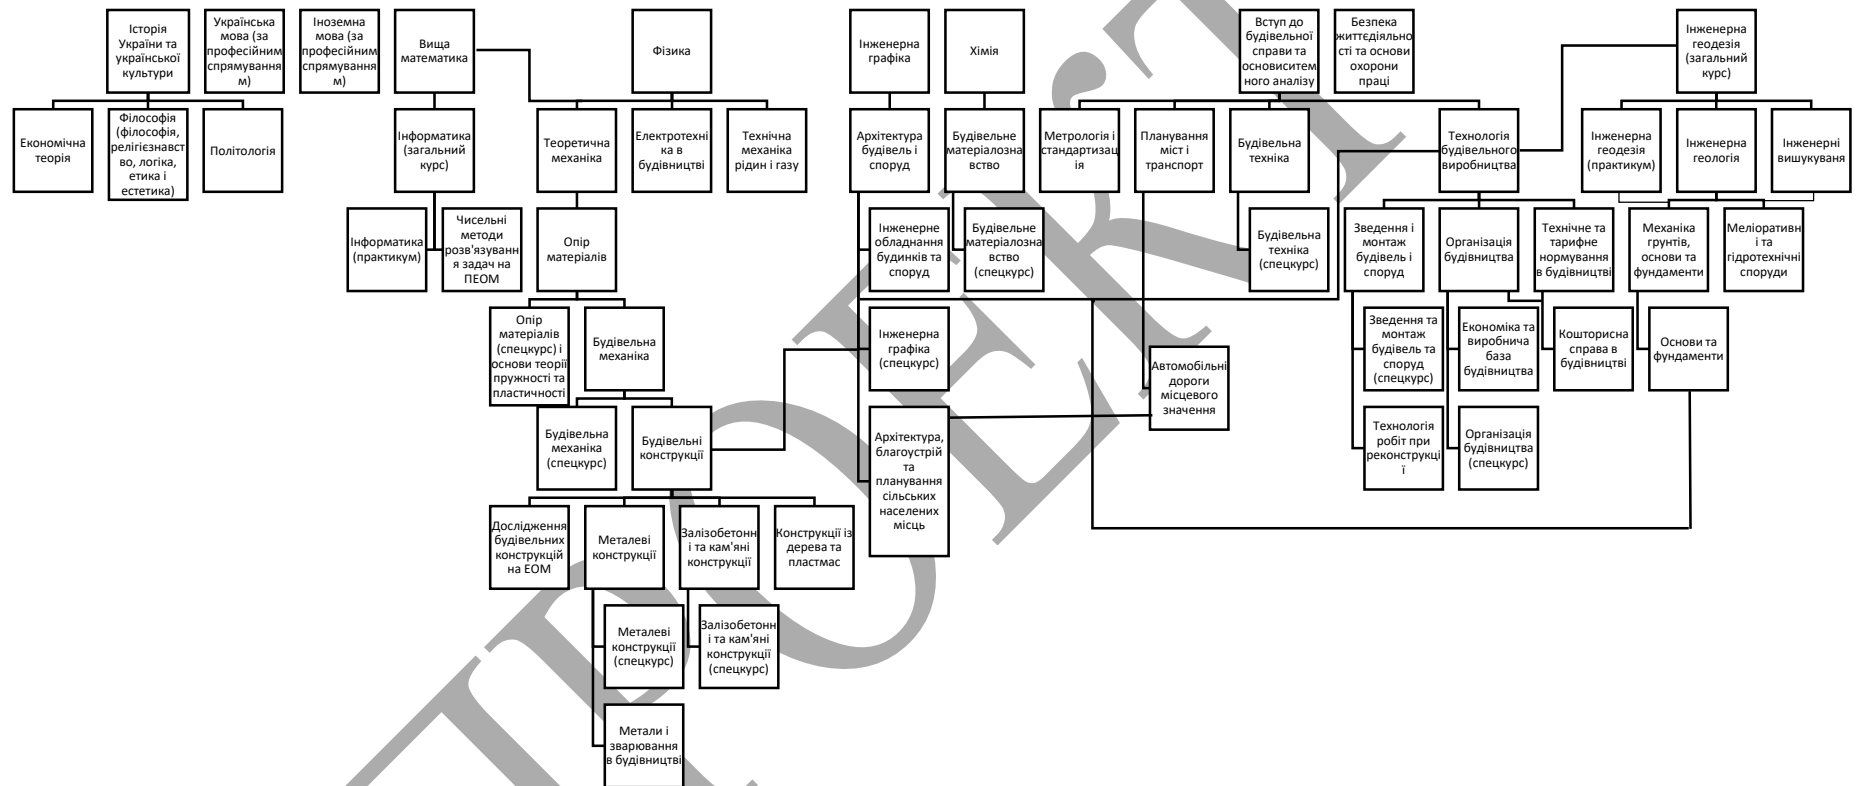 Історія
України та
української
культури
Українська
мова (за
професійним
спрямування
м)
Іноземна
мова (за
професійним
спрямування
м)
Вища
математика
Фізика
Інженерна
графіка
Хімія
Вступ до
будівельної
справи та
основиситем
ного аналізу
Безпека
життєдіяльно
сті та основи
охорони
праці
Інженерна
геодезія
(загальний
курс)
Економічна
теорія
Філософія
(філософія,
релігієзнавст
во, логіка,
етика і
естетика)
Політологія
Інформатика
(загальний
курс)
Теоретична
механіка
Електротехні
ка в
будівництві
Технічна
механіка
рідин і газу
Архітектура
будівель і
споруд
Будівельне
матеріалозна
вство
Метрологія і
стандартизац
ія
Планування
міст і
транспорт
Будівельна
техніка
Технологія
будівельного
виробництва
Інженерна
геодезія
(практикум)
Інженерна
геологія
Інженерні
вишукуваня
Інформатика
(практикум)
Чисельні
методи
розв'язуванн
я задач на
ПЕОМ
Опір
матеріалів
Інженерне
обладнання
будинків та
споруд
Будівельне
матеріалозна
вство
(спецкурс)
Будівельна
техніка
(спецкурс)
Зведення і
монтаж
будівель і
споруд
Організація
будівництва
Технічне та
тарифне
нормування
в будівництві
Механіка
грунтів,
основи та
фундаменти
Меліоративн
і та
гідротехнічні
споруди
Опір
матеріалів
(спецкурс) і
основи теорії
пружності та
пластичності
Будівельна
механіка
Інженерна
графіка
(спецкурс)
Автомобільні
дороги
місцевого
значення
Зведення та
монтаж
будівель та
споруд
(спецкурс)
Економіка та
виробнича
база
будівництва
Кошторисна
справа в
будівництві
Основи та
фундаменти
Будівельна
механіка
(спецкурс)
Будівельні
конструкції
Архітектура,
благоустрій
та
планування
сільських
населених
місць
Технологія
робіт при
реконструкці
ї
Організація
будівництва
(спецкурс)
Дослідження
будівельних
конструкцій
на ЕОМ
Металеві
конструкції
Залізобетонн
і та кам'яні
конструкції
Конструкції із
дерева та
пластмас
Металеві
конструкції
(спецкурс)
Залізобетонн
і та кам'яні
конструкції
(спецкурс)
Метали і
зварювання
в будівництві
ПРОЕКТ